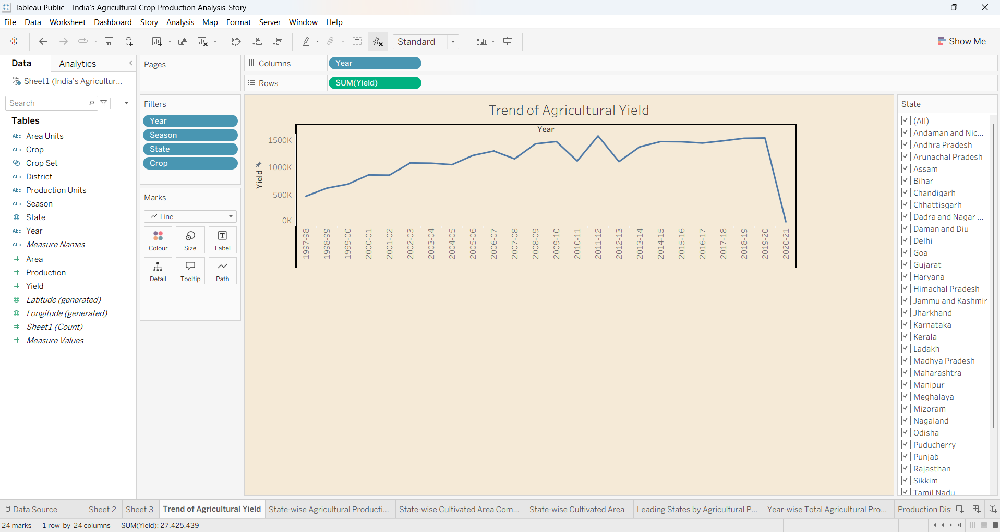 Tableau Public – India's Agricultural Crop Production Analysis_Story
File Data Worksheet Dashboard Story Analysis Map Format Server Window Help
Standard
Show Me
Data
Analytics
Sheet1 (India's Agricultur...
Search
Tables
Abc Area Units
Abc Crop
Crop Set
Abc District
Abc Production Units
Abc Season
State
Abc Year
Abc Measure Names
# Area
# Production
# Yield
Latitude (generated)
Longitude (generated)
# Sheet1 (Count)
# Measure Values
Pages
Filters
Year
Season
State
Crop
Marks
Line
Colour
Size
Label
Detail
Tooltip
Path
Columns
Year
Rows
SUM(Yield)
Trend of Agricultural Yield
Year
Yield
1500K
1000K
500K
0K
1997-98
1998-99
1999-00
2000-01
2001-02
2002-03
2003-04
2004-05
2005-06
2006-07
2007-08
2008-09
2009-10
2010-11
2011-12
2012-13
2013-14
2014-15
2015-16
2016-17
2017-18
2018-19
2019-20
2020-21
State
(All)
Andaman and Nic...
Andhra Pradesh
Arunachal Pradesh
Assam
Bihar
Chandigarh
Chhattisgarh
Dadra and Nagar ...
Daman and Diu
Delhi
Goa
Gujarat
Haryana
Himachal Pradesh
Jammu and Kashmir
Jharkhand
Karnataka
Kerala
Ladakh
Madhya Pradesh
Maharashtra
Manipur
Meghalaya
Mizoram
Nagaland
Odisha
Puducherry
Punjab
Rajasthan
Sikkim
Tamil Nadu
Data Source
Sheet 2
Sheet 3
Trend of Agricultural Yield
State-wise Agricultural Producti...
State-wise Cultivated Area Com...
State-wise Cultivated Area
Leading States by Agricultural P...
Year-wise Total Agricultural Pro...
Production Dis
24 marks
1 row by 24 columns
SUM(Yield): 27,425,439